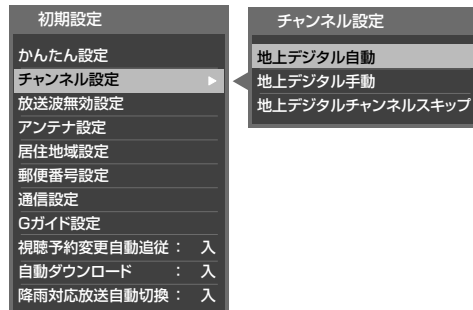 初期設定
かんたん設定
チャンネル設定
放送波無効設定
アンテナ設定
居住地域設定
郵便番号設定
通信設定
Gガイド設定
視聴予約変更自動追従： 入
自動ダウンロード ： 入
降雨対応放送自動切換： 入
チャンネル設定
地上デジタル自動
地上デジタル手動
地上デジタルチャンネルスキップ